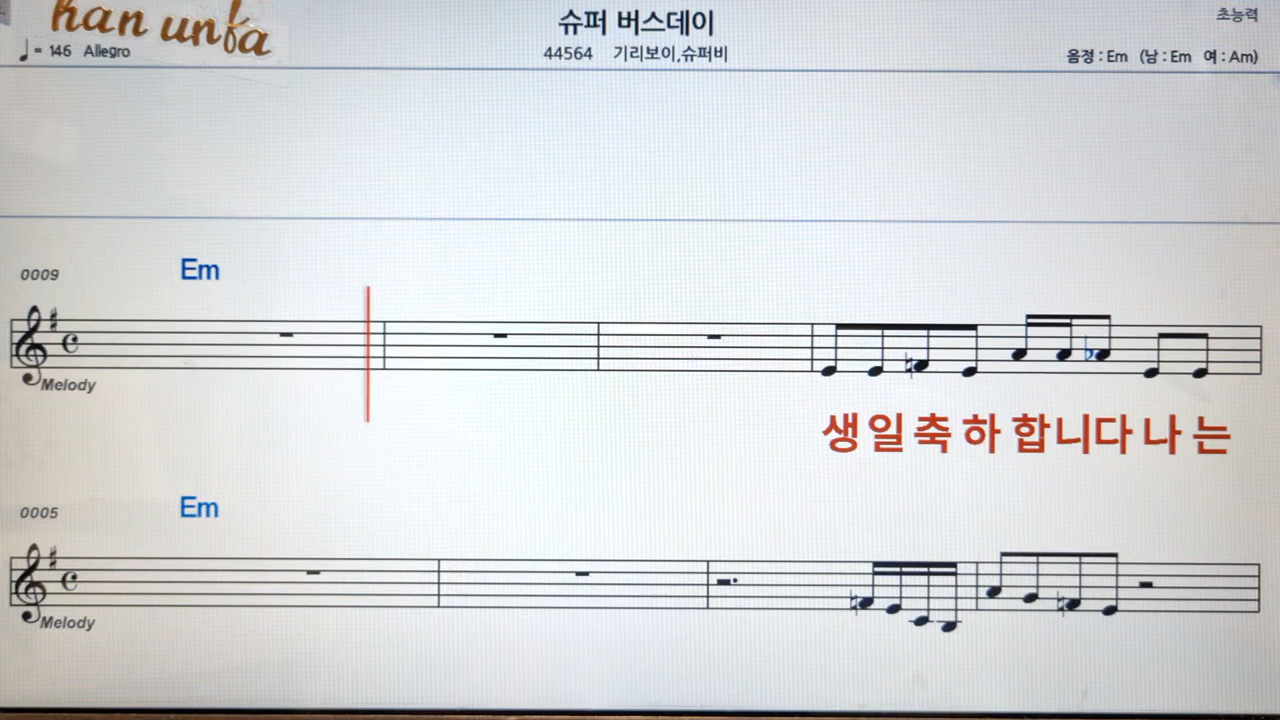 han unfa
슈퍼 버스데이
초능력
♩= 146 Allegro
44564 기리보이,슈퍼비
음정 : Em (남 : Em 여 : Am)
0009 Em
Melody
생일축하합니다나는
0005 Em
Melody